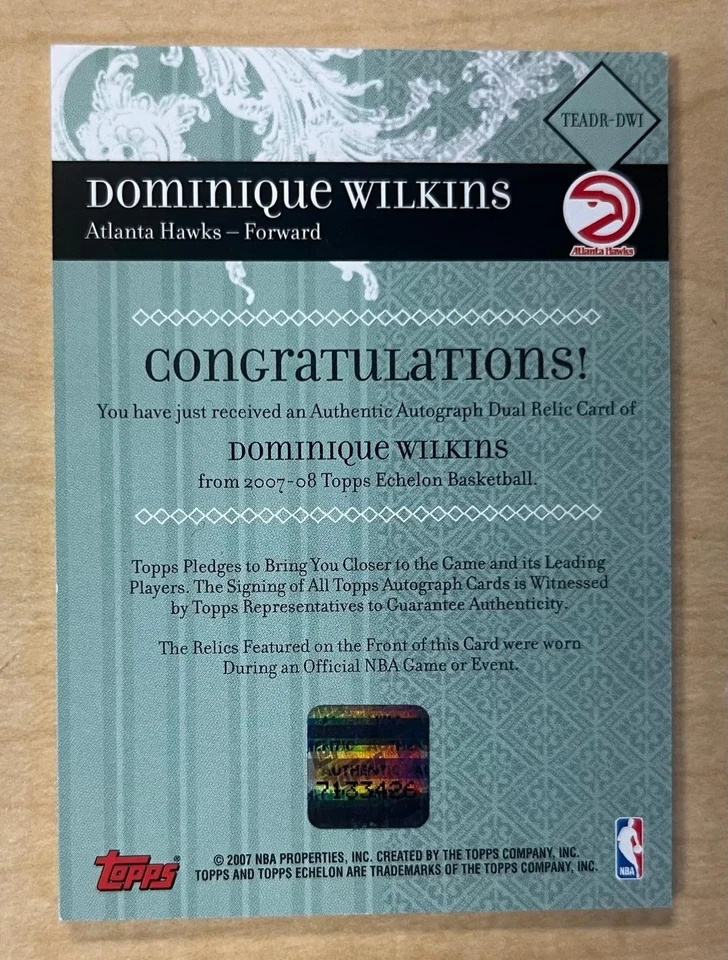 TEADR-DWI
Dominique Wilkins
Atlanta Hawks – Forward
Atlanta Hawks
Congratulations!
You have just received an Authentic Autograph Dual Relic Card of
Dominique Wilkins
from 2007-08 Topps Echelon Basketball.
Topps Pledges to Bring You Closer to the Game and its Leading
Players. The Signing of All Topps Autograph Cards is Witnessed
by Topps Representatives to Guarantee Authenticity.
The Relics Featured on the Front of this Card were worn
During an Official NBA Game or Event.
AUTHENTIC
Topps®
© 2007 NBA PROPERTIES, INC. CREATED BY THE TOPPS COMPANY, INC.
TOPPS AND TOPPS ECHELON ARE TRADEMARKS OF THE TOPPS COMPANY, INC.
NBA